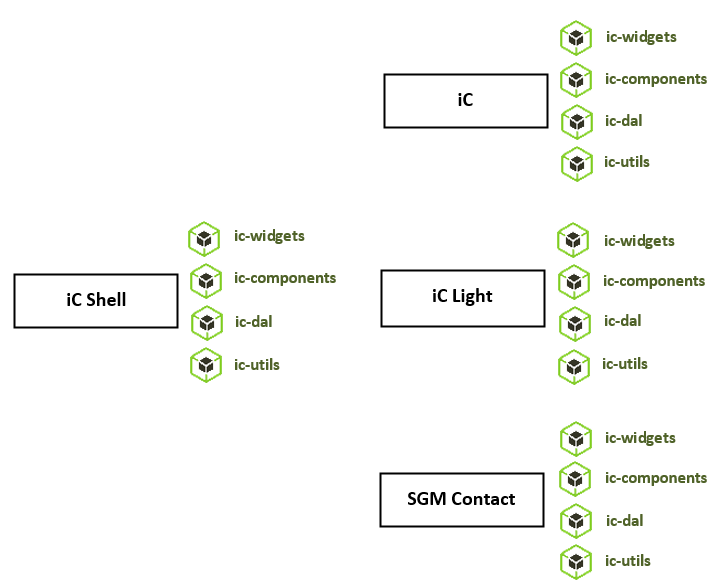 ic-widgets
ic-components
iC
ic-dal
ic-utils
ic-widgets
ic-components
iC Shell
ic-dal
ic-utils
ic-widgets
ic-components
iC Light
ic-dal
ic-utils
ic-widgets
ic-components
SGM Contact
ic-dal
ic-utils